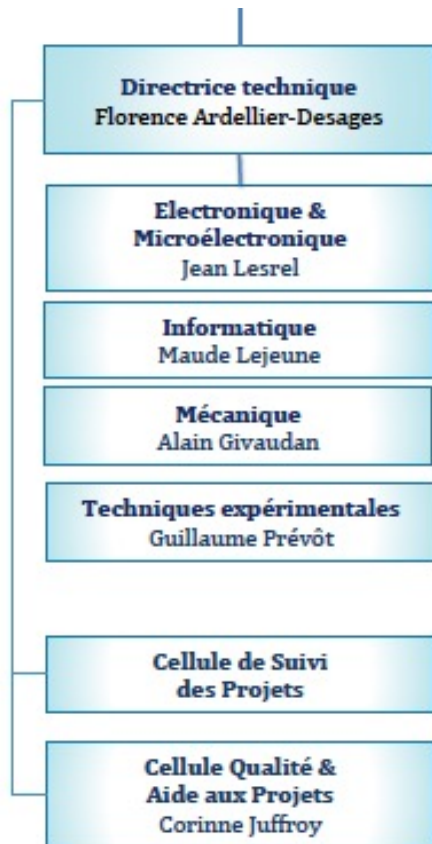 Directrice technique
Florence Ardellier-Desages
Electronique &
Microélectronique
Jean Lesrel
Informatique
Maude Lejeune
Mécanique
Alain Givaudan
Techniques expérimentales
Guillaume Prévôt
Cellule de Suivi
des Projets
Cellule Qualité &
Aide aux Projets
Corinne Juffroy